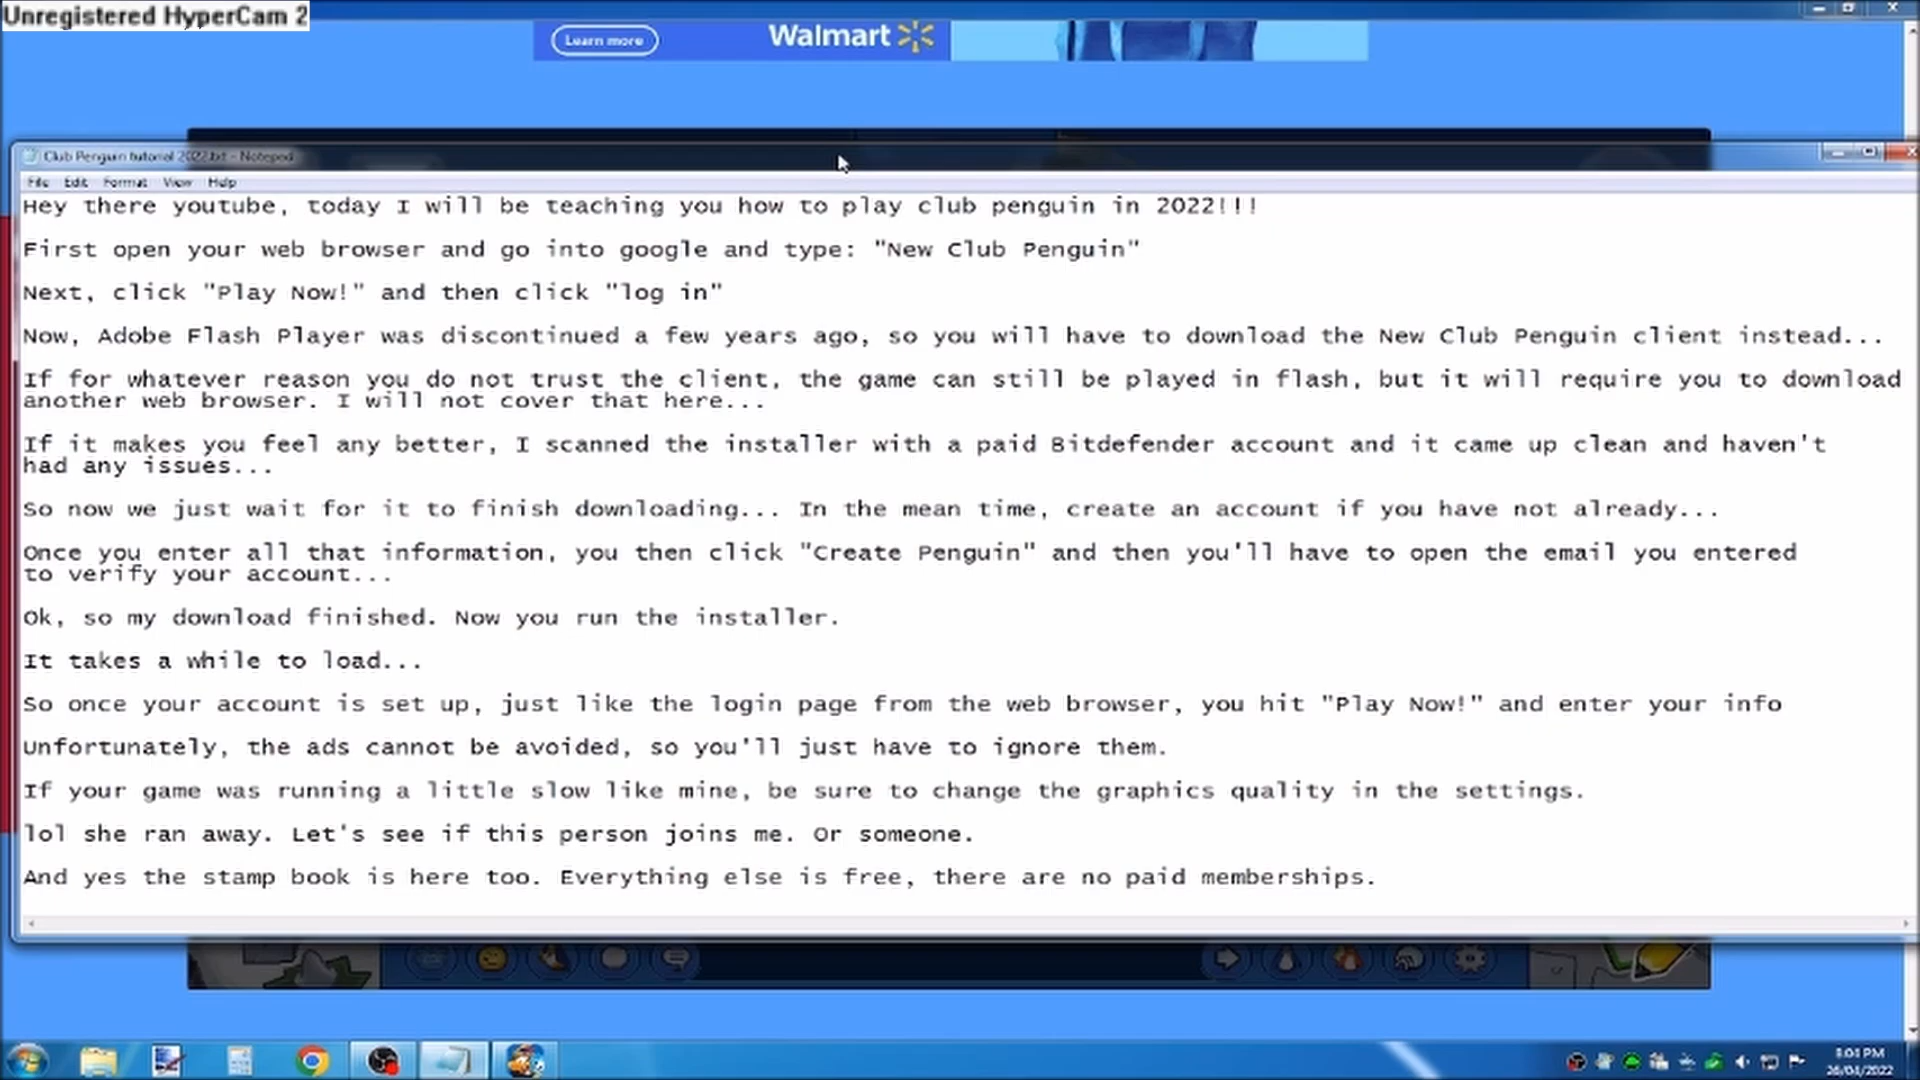 Unregistered HyperCam 2
Learn more
Walmart
Club Penguin tutorial 2022.txt - Notepad
File Edit Format View Help
Hey there youtube, today I will be teaching you how to play club penguin in 2022!!!
First open your web browser and go into google and type: "New Club Penguin"
Next, click "Play Now!" and then click "log in"
Now, Adobe Flash Player was discontinued a few years ago, so you will have to download the New Club Penguin client instead...
If for whatever reason you do not trust the client, the game can still be played in flash, but it will require you to download
another web browser. I will not cover that here...
If it makes you feel any better, I scanned the installer with a paid Bitdefender account and it came up clean and haven't
had any issues...
So now we just wait for it to finish downloading... In the mean time, create an account if you have not already...
Once you enter all that information, you then click "Create Penguin" and then you'll have to open the email you entered
to verify your account...
Ok, so my download finished. Now you run the installer.
It takes a while to load...
So once your account is set up, just like the login page from the web browser, you hit "Play Now!" and enter your info
Unfortunately, the ads cannot be avoided, so you'll just have to ignore them.
If your game was running a little slow like mine, be sure to change the graphics quality in the settings.
lol she ran away. Let's see if this person joins me. Or someone.
And yes the stamp book is here too. Everything else is free, there are no paid memberships.
8:04 PM
26/04/2022